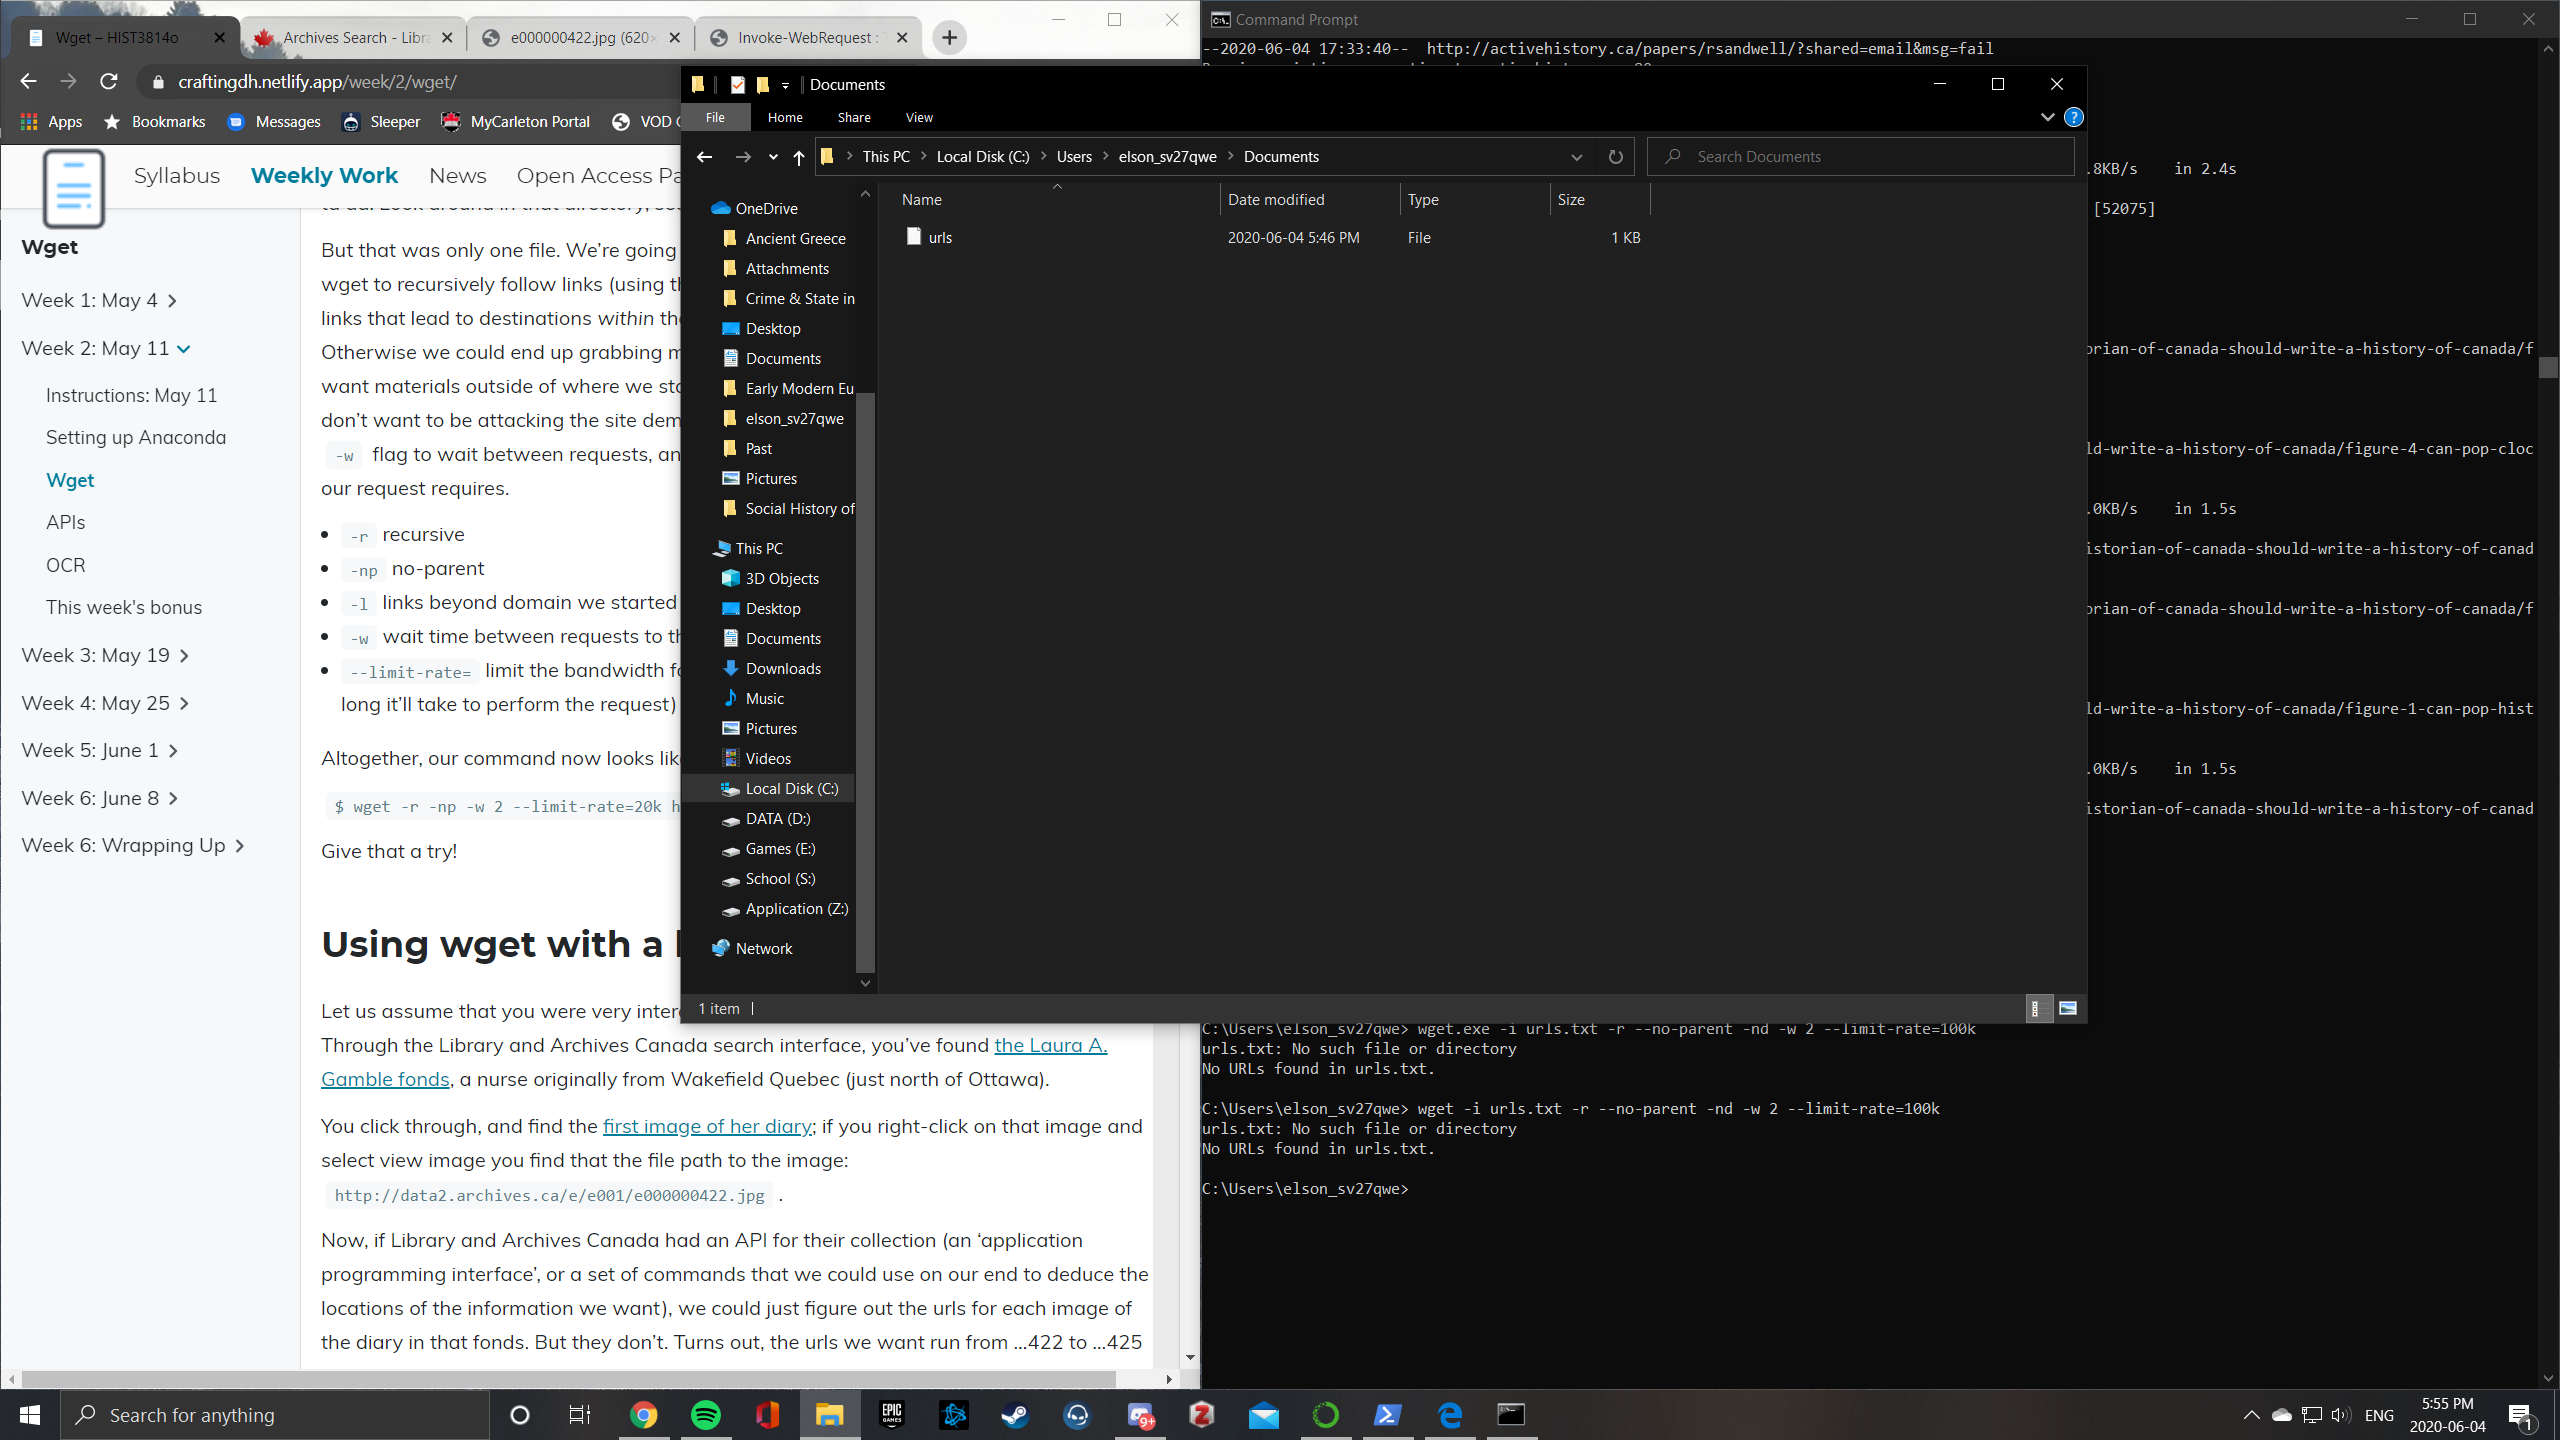 Wget – HIST3814o
Archives Search - Libra
e000000422.jpg (620×
Invoke-WebRequest :
craftingdh.netlify.app/week/2/wget/
Apps
Bookmarks
Messages
Sleeper
MyCarleton Portal
VOD
Syllabus
Weekly Work
News
Open Access Pa
Wget
Week 1: May 4
Week 2: May 11
Instructions: May 11
Setting up Anaconda
Wget
APIs
OCR
This week's bonus
Week 3: May 19
Week 4: May 25
Week 5: June 1
Week 6: June 8
Week 6: Wrapping Up
But that was only one file. We’re going
wget to recursively follow links (using th
links that lead to destinations within the
Otherwise we could end up grabbing m
want materials outside of where we sta
don’t want to be attacking the site dem
-w flag to wait between requests, an
our request requires.
-r recursive
-np no-parent
-l links beyond domain we started
-w wait time between requests to th
--limit-rate= limit the bandwidth fo
long it’ll take to perform the request)
Altogether, our command now looks lik
$ wget -r -np -w 2 --limit-rate=20k h
Give that a try!
Using wget with a l
Let us assume that you were very inter
Through the Library and Archives Canada search interface, you’ve found the Laura A.
Gamble fonds, a nurse originally from Wakefield Quebec (just north of Ottawa).
You click through, and find the first image of her diary; if you right-click on that image and
select view image you find that the file path to the image:
http://data2.archives.ca/e/e001/e000000422.jpg .
Now, if Library and Archives Canada had an API for their collection (an ‘application
programming interface’, or a set of commands that we could use on our end to deduce the
locations of the information we want), we could just figure out the urls for each image of
the diary in that fonds. But they don’t. Turns out, the urls we want run from …422 to …425
Documents
File
Home
Share
View
This PC
Local Disk (C:)
Users
elson_sv27qwe
Documents
Search Documents
Name
Date modified
Type
Size
urls
2020-06-04 5:46 PM
File
1 KB
OneDrive
Ancient Greece
Attachments
Crime & State in
Desktop
Documents
Early Modern Eu
elson_sv27qwe
Past
Pictures
Social History of
This PC
3D Objects
Desktop
Documents
Downloads
Music
Pictures
Videos
Local Disk (C:)
DATA (D:)
Games (E:)
School (S:)
Application (Z:)
Network
1 item
Command Prompt
--2020-06-04 17:33:40-- http://activehistory.ca/papers/rsandwell/?shared=email&msg=fail
.8KB/s in 2.4s
[52075]
orian-of-canada-should-write-a-history-of-canada/f
ld-write-a-history-of-canada/figure-4-can-pop-cloc
.0KB/s in 1.5s
istorian-of-canada-should-write-a-history-of-canad
orian-of-canada-should-write-a-history-of-canada/f
ld-write-a-history-of-canada/figure-1-can-pop-hist
.0KB/s in 1.5s
istorian-of-canada-should-write-a-history-of-canad
C:\Users\elson_sv27qwe> wget.exe -i urls.txt -r --no-parent -nd -w 2 --limit-rate=100k
urls.txt: No such file or directory
No URLs found in urls.txt.
C:\Users\elson_sv27qwe> wget -i urls.txt -r --no-parent -nd -w 2 --limit-rate=100k
urls.txt: No such file or directory
No URLs found in urls.txt.
C:\Users\elson_sv27qwe>
Search for anything
EPIC GAMES
9+
ENG
5:55 PM
2020-06-04
1